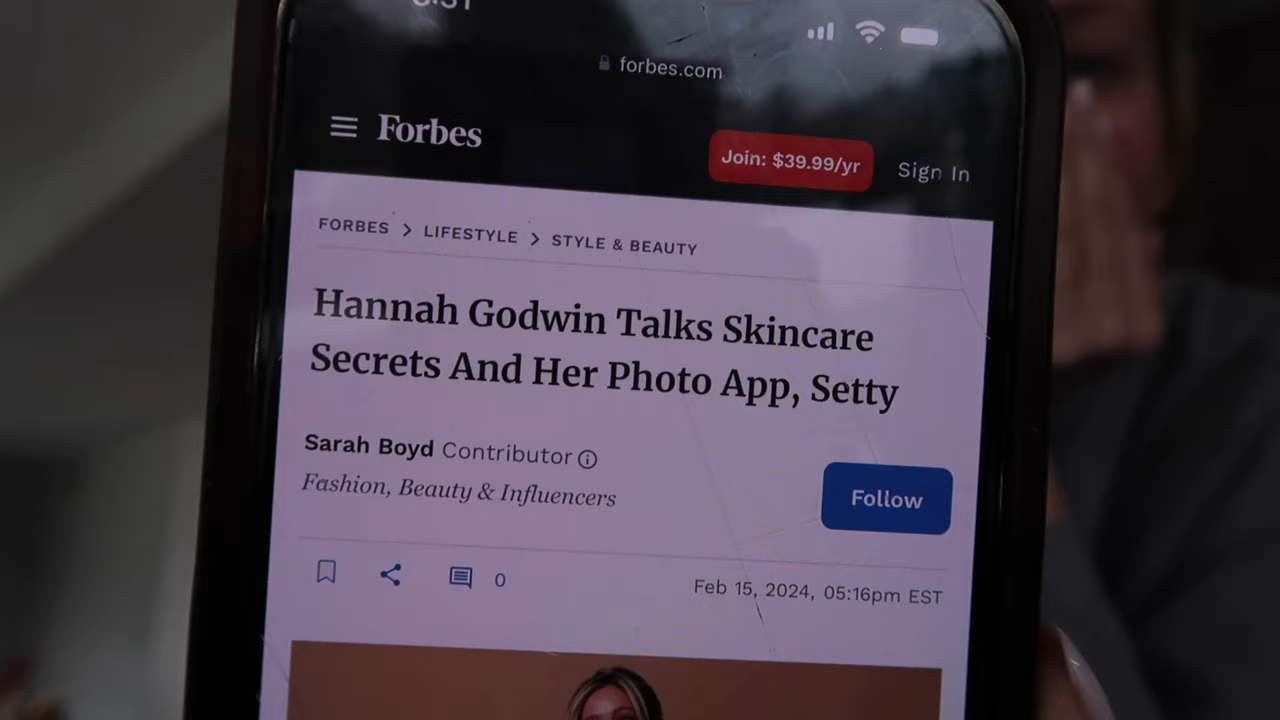 forbes.com
Forbes
Join: $39.99/yr
Sign In
FORBES > LIFESTYLE > STYLE & BEAUTY
Hannah Godwin Talks Skincare
Secrets And Her Photo App, Setty
Sarah Boyd Contributor
Fashion, Beauty & Influencers
Follow
0
Feb 15, 2024, 05:16pm EST